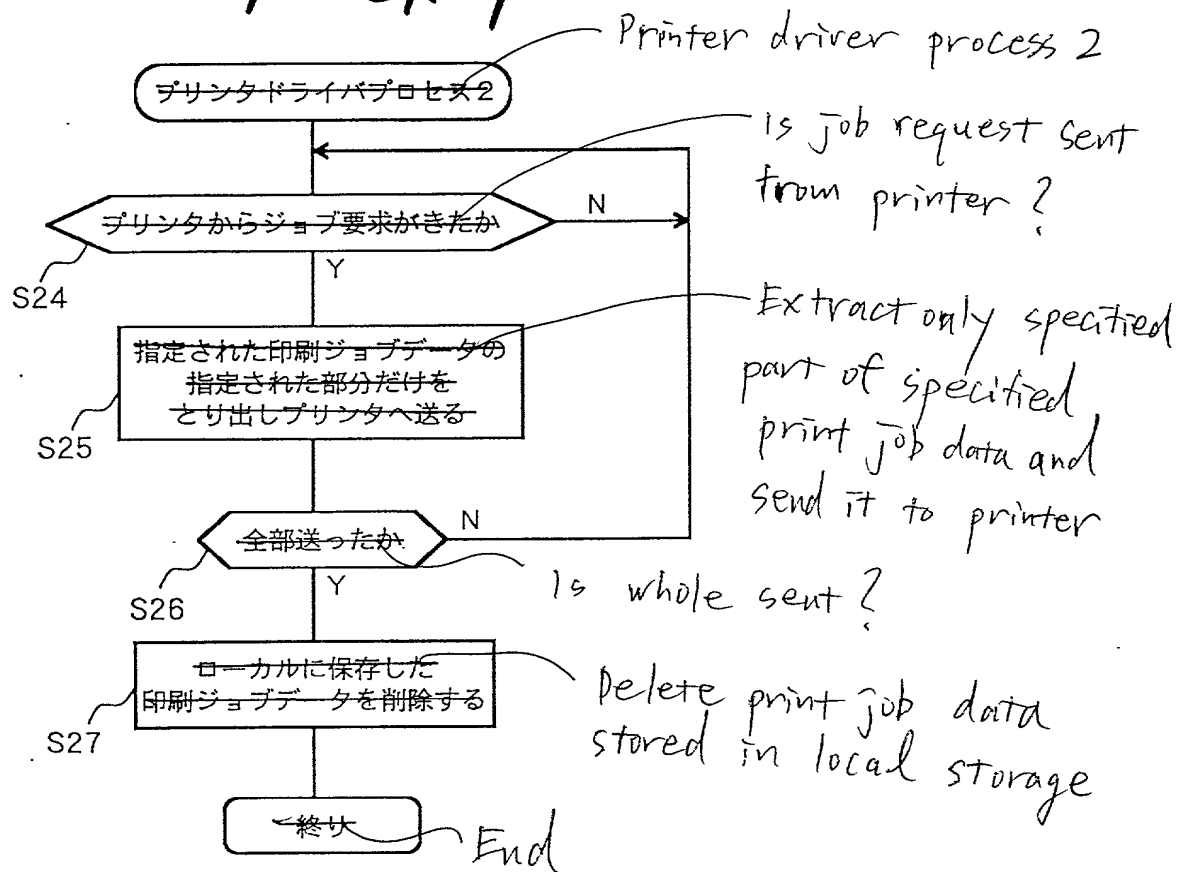 Printer driver process 2
プリンタドライバプロセス2
is job request sent
from printer?
プリンタからジョブ要求がきたか
N
Y
S24
Extract only specified
part of specified
print job data and
send it to printer
指定された印刷ジョブデータの
指定された部分だけを
とり出しプリンタへ送る
S25
全部送ったか
N
Y
S26
Is whole sent?
ローカルに保存した
印刷ジョブデータを削除する
S27
Delete print job data
stored in local storage
終り
End